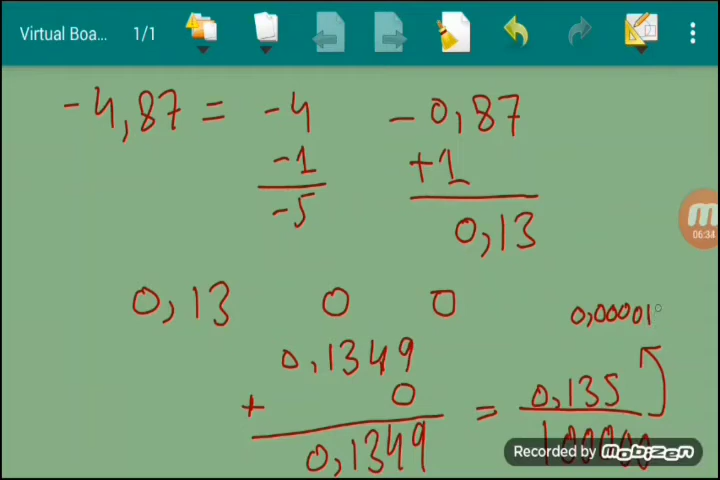 Virtual Boa... 1/1
-4,87 = -4 -0,87
-1 +1
-5 0,13
06:34
0,13 0 0 0,00001
0,1349
+ 0 = 0,135
0,1349 100000
Recorded by mobizen